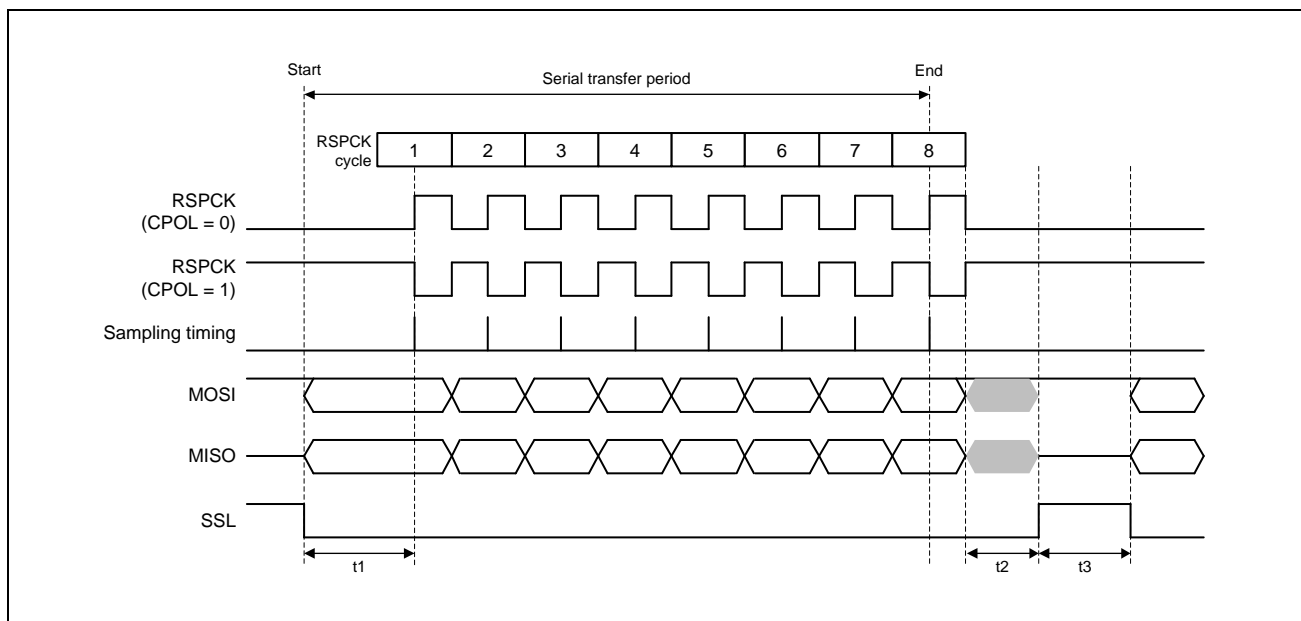 Start
Serial transfer period
End
RSPCK
cycle
1 2 3 4 5 6 7 8
RSPCK
(CPOL = 0)
RSPCK
(CPOL = 1)
Sampling timing
MOSI
MISO
SSL
t1
t2
t3